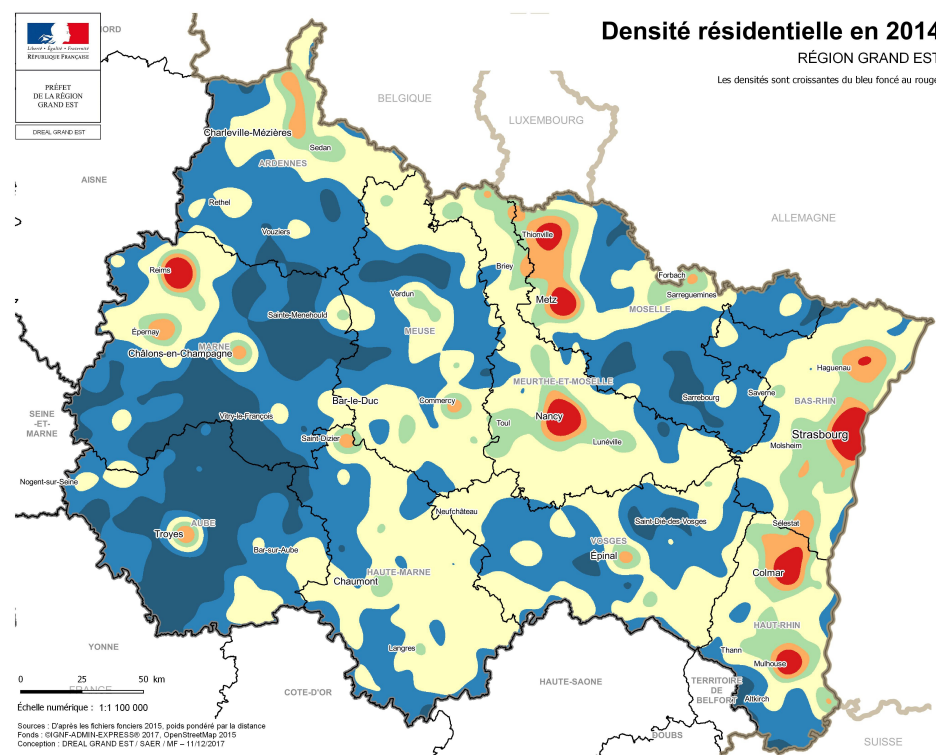 Densité résidentielle en 2014
RÉGION GRAND EST
Les densités sont croissantes du bleu foncé au rouge
Liberté • Égalité • Fraternité
RÉPUBLIQUE FRANÇAISE
PRÉFET
DE LA RÉGION
GRAND EST
DREAL GRAND EST
NORD
BELGIQUE
LUXEMBOURG
ALLEMAGNE
AISNE
Charleville-Mézières
Sedan
ARDENNES
Rethel
Vouziers
Thionville
Reims
Briey
Forbach
Sarreguemines
Verdun
Metz
MOSELLE
Sainte-Menehould
Épernay
MEUSE
MARNE
Châlons-en-Champagne
Haguenau
MEURTHE-ET-MOSELLE
Saverne
Sarrebourg
BAS-RHIN
Bar-le-Duc
Commercy
SEINE
-ET-
MARNE
Vitry-le-François
Nancy
Toul
Strasbourg
Saint-Dizier
Lunéville
Molsheim
Nogent-sur-Seine
Neufchâteau
Troyes
AUBE
Saint-Dié-des-Vosges
Sélestat
VOSGES
Bar-sur-Aube
Épinal
HAUTE-MARNE
Chaumont
Colmar
HAUT-RHIN
Langres
Thann
Mulhouse
YONNE
HAUTE-SAONE
TERRITOIRE
DE
BELFORT
Altkirch
CÔTE-D'OR
DOUBS
SUISSE
0 25 50 km
FRANCE
Échelle numérique : 1:1 100 000
Sources : D'après les fichiers fonciers 2015, poids pondéré par la distance
Fonds : ©IGNF-ADMIN-EXPRESS® 2017, OpenStreetMap 2015
Conception : DREAL GRAND EST / SAER / MF – 11/12/2017